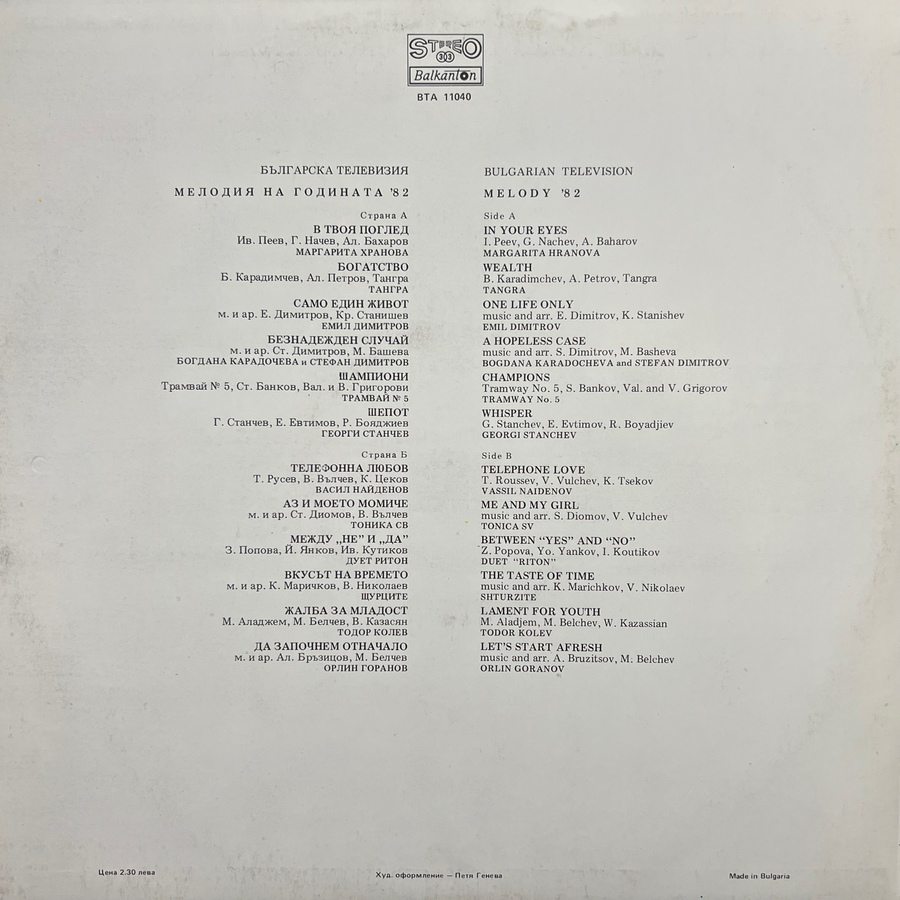 STEREO
33
Balkanton
BTA 11040
БЪЛГАРСКА ТЕЛЕВИЗИЯ
МЕЛОДИЯ НА ГОДИНАТА '82
Страна А
В ТВОЯ ПОГЛЕД
Ив. Пеев, Г. Начев, Ал. Бахаров
МАРГАРИТА ХРАНОВА
БОГАТСТВО
Б. Карадимчев, Ал. Петров, Тангра
ТАНГРА
САМО ЕДИН ЖИВОТ
м. и ар. Е. Димитров, Кр. Станишев
ЕМИЛ ДИМИТРОВ
БЕЗНАДЕЖДЕН СЛУЧАЙ
м. и ар. Ст. Димитров, М. Башева
БОГДАНА КАРАДОЧЕВА и СТЕФАН ДИМИТРОВ
ШАМПИОНИ
Трамвай № 5, Ст. Банков, Вал. и В. Григорови
ТРАМВАЙ № 5
ШЕПОТ
Г. Станчев, Е. Евтимов, Р. Бояджиев
ГЕОРГИ СТАНЧЕВ
Страна Б
ТЕЛЕФОННА ЛЮБОВ
Т. Русев, В. Вълчев, К. Цеков
ВАСИЛ НАЙДЕНОВ
АЗ И МОЕТО МОМИЧЕ
м. и ар. Ст. Диомов, В. Вълчев
ТОНИКА СВ
МЕЖДУ „НЕ” И „ДА”
З. Попова, Й. Янков, Ив. Кутиков
ДУЕТ РИТОН
ВКУСЪТ НА ВРЕМЕТО
м. и ар. К. Маричков, В. Николаев
ЩУРЦИТЕ
ЖАЛБА ЗА МЛАДОСТ
М. Аладжем, М. Белчев, В. Казасян
ТОДОР КОЛЕВ
ДА ЗАПОЧНЕМ ОТНАЧАЛО
м. и ар. Ал. Бръзицов, М. Белчев
ОРЛИН ГОРАНОВ
BULGARIAN TELEVISION
MELODY '82
Side A
IN YOUR EYES
I. Peev, G. Nachev, A. Baharov
MARGARITA HRANOVA
WEALTH
B. Karadimchev, A. Petrov, Tangra
TANGRA
ONE LIFE ONLY
music and arr. E. Dimitrov, K. Stanishev
EMIL DIMITROV
A HOPELESS CASE
music and arr. S. Dimitrov, M. Basheva
BOGDANA KARADOCHEVA and STEFAN DIMITROV
CHAMPIONS
Tramway No. 5, S. Bankov, Val. and V. Grigorov
TRAMWAY No. 5
WHISPER
G. Stanchev, E. Evtimov, R. Boyadjiev
GEORGI STANCHEV
Side B
TELEPHONE LOVE
T. Roussev, V. Vulchev, K. Tsekov
VASSIL NAIDENOV
ME AND MY GIRL
music and arr. S. Diomov, V. Vulchev
TONICA SV
BETWEEN “YES” AND “NO”
Z. Popova, Yo. Yankov, I. Koutikov
DUET “RITON”
THE TASTE OF TIME
music and arr. K. Marichkov, V. Nikolaev
SHTURZITE
LAMENT FOR YOUTH
M. Aladjem, M. Belchev, W. Kazassian
TODOR KOLEV
LET'S START AFRESH
music and arr. A. Bruzitsov, M. Belchev
ORLIN GORANOV
Цена 2.30 лева
Худ. оформление — Петя Генева
Made in Bulgaria